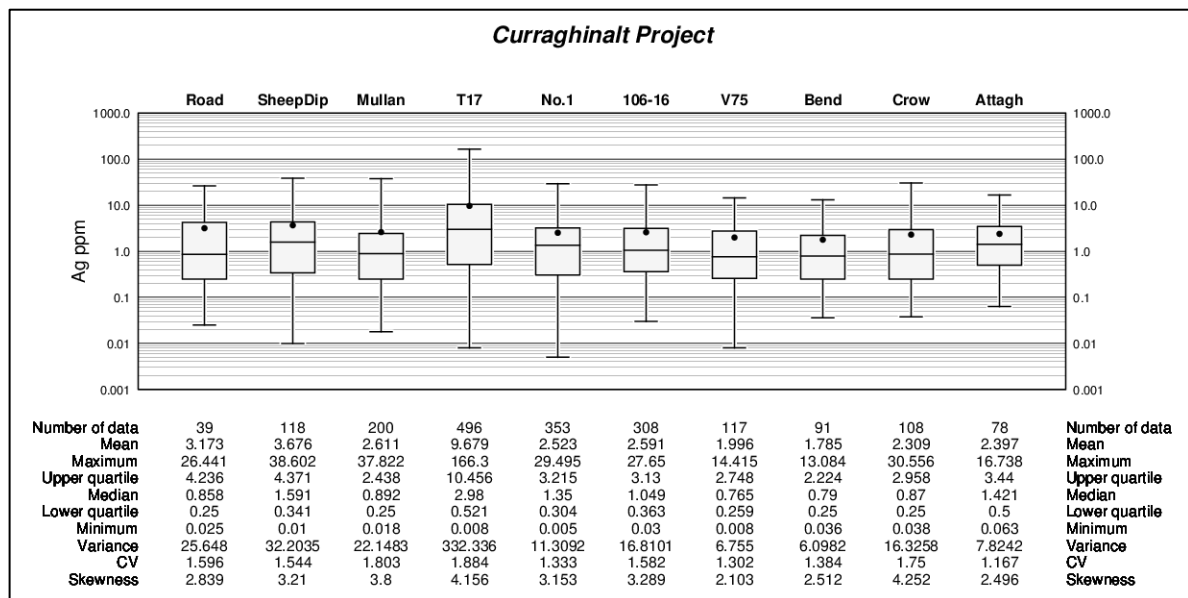 Curraghinalt Project
Road SheepDip Mullan T17 No.1 106-16 V75 Bend Crow Attagh
1000.0 1000.0
100.0 100.0
10.0 10.0
Ag ppm
1.0 1.0
0.1 0.1
0.01 0.01
0.001 0.001
Number of data 39 118 200 496 353 308 117 91 108 78 Number of data
Mean 3.173 3.676 2.611 9.679 2.523 2.591 1.996 1.785 2.309 2.397 Mean
Maximum 26.441 38.602 37.822 166.3 29.495 27.65 14.415 13.084 30.556 16.738 Maximum
Upper quartile 4.236 4.371 2.438 10.456 3.215 3.13 2.748 2.224 2.958 3.44 Upper quartile
Median 0.858 1.591 0.892 2.98 1.35 1.049 0.765 0.79 0.87 1.421 Median
Lower quartile 0.25 0.341 0.25 0.521 0.304 0.363 0.259 0.25 0.25 0.5 Lower quartile
Minimum 0.025 0.01 0.018 0.008 0.005 0.03 0.008 0.036 0.038 0.063 Minimum
Variance 25.648 32.2035 22.1483 332.336 11.3092 16.8101 6.755 6.0982 16.3258 7.8242 Variance
CV 1.596 1.544 1.803 1.884 1.333 1.582 1.302 1.384 1.75 1.167 CV
Skewness 2.839 3.21 3.8 4.156 3.153 3.289 2.103 2.512 4.252 2.496 Skewness